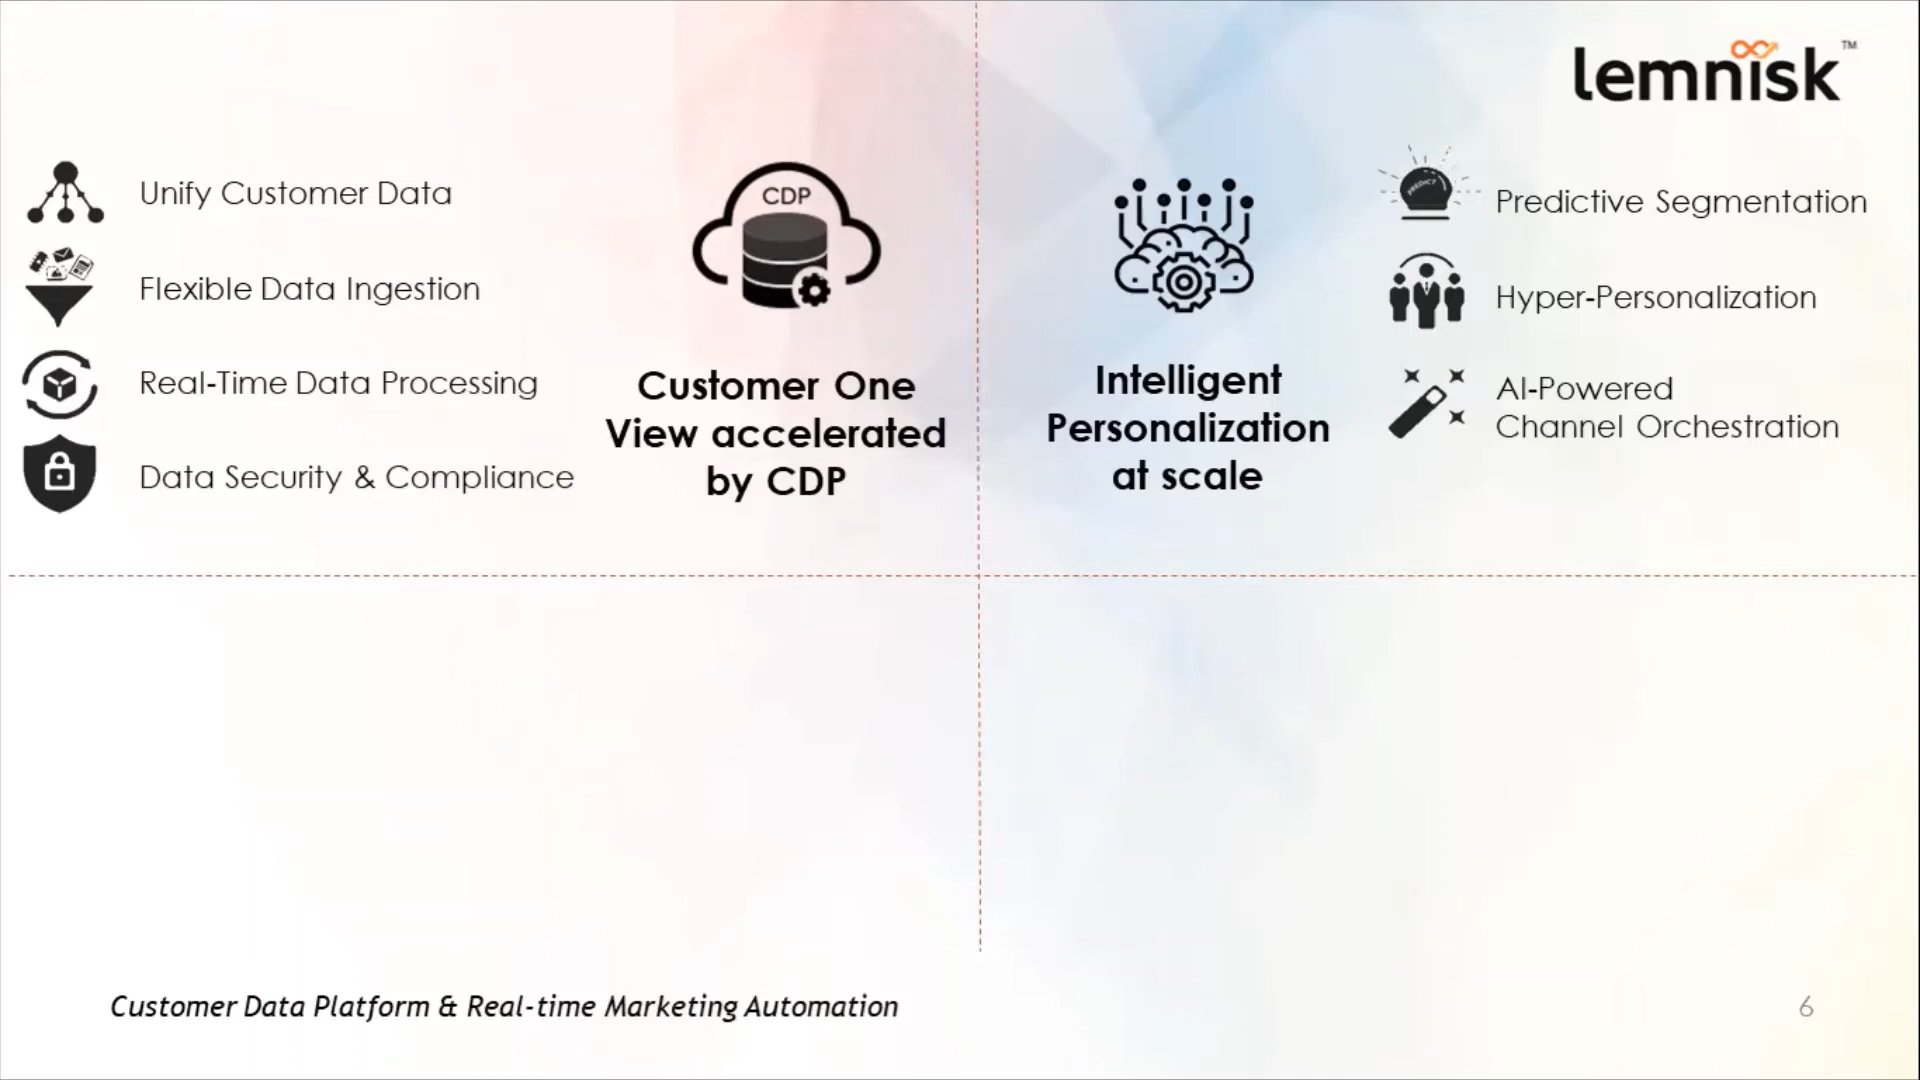 lemnisk™
Unify Customer Data
Flexible Data Ingestion
Real-Time Data Processing
Data Security & Compliance
CDP
Customer One
View accelerated
by CDP
Intelligent
Personalization
at scale
PREDICT
Predictive Segmentation
Hyper-Personalization
AI-Powered
Channel Orchestration
Customer Data Platform & Real-time Marketing Automation
6